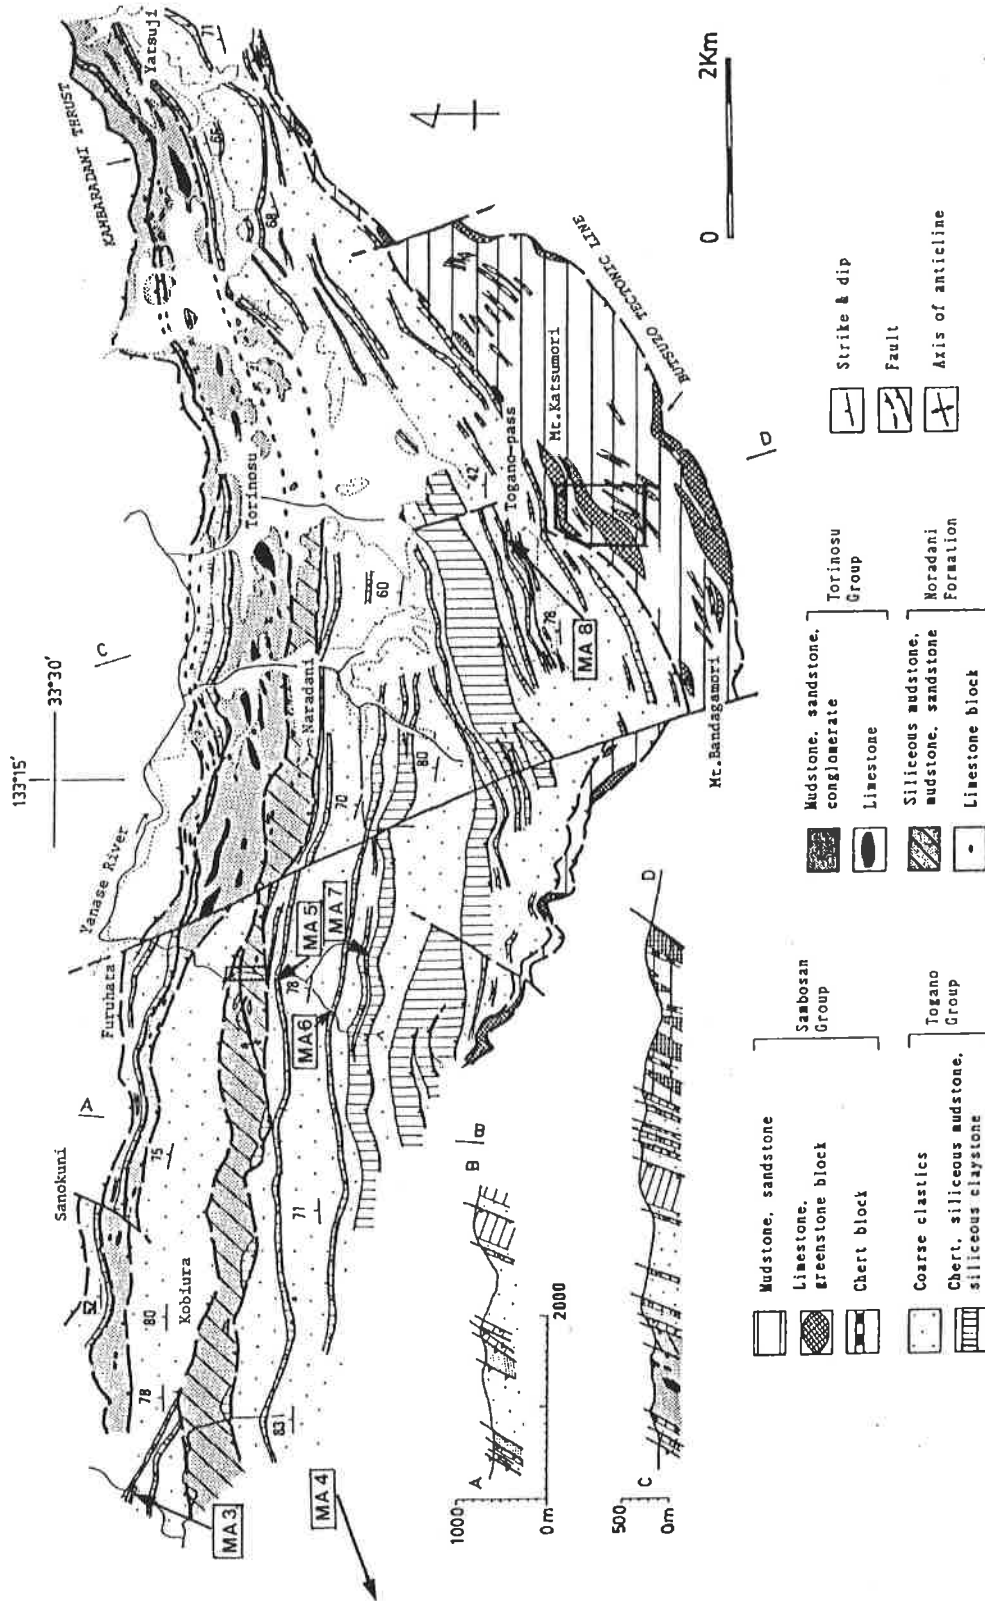 133°15′
33°30′
KAMBARADANI THRUST
Yatsuji
71
65
68
Yanase River
C
Torinosu
Furuhata
A
Sanokuni
52
75
80
78
Kobiura
Naradani
60
42
Togano-pass
Mt.Katsumori
BUTSUZO TECTONIC LINE
D
Mt.Bandagamori
MA 8
78
80
70
MA5
MA7
78
MA6
71
83
MA3
MA4
B
0
2Km
A
B
1000
0m
2000
C
D
500
0m
Mudstone, sandstone
Limestone,
greenstone block
Chert block
Sambosan
Group
Coarse clastics
Chert, siliceous mudstone,
siliceous claystone
Togano
Group
Mudstone, sandstone,
conglomerate
Limestone
Torinosu
Group
Siliceous mudstone,
mudstone, sandstone
Limestone block
Noradani
Formation
Strike & dip
Fault
Axis of anticline